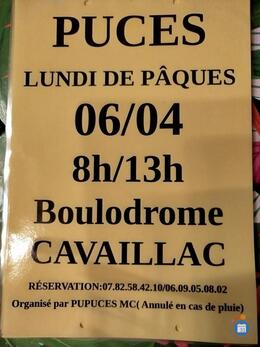 PUCES
LUNDI DE PÂQUES
06/04
8h/13h
Boulodrome
CAVAILLAC
RÉSERVATION:07.82.58.42.10/06.09.05.08.02
Organisé par PUPUCES MC( Annulé en cas de pluie)